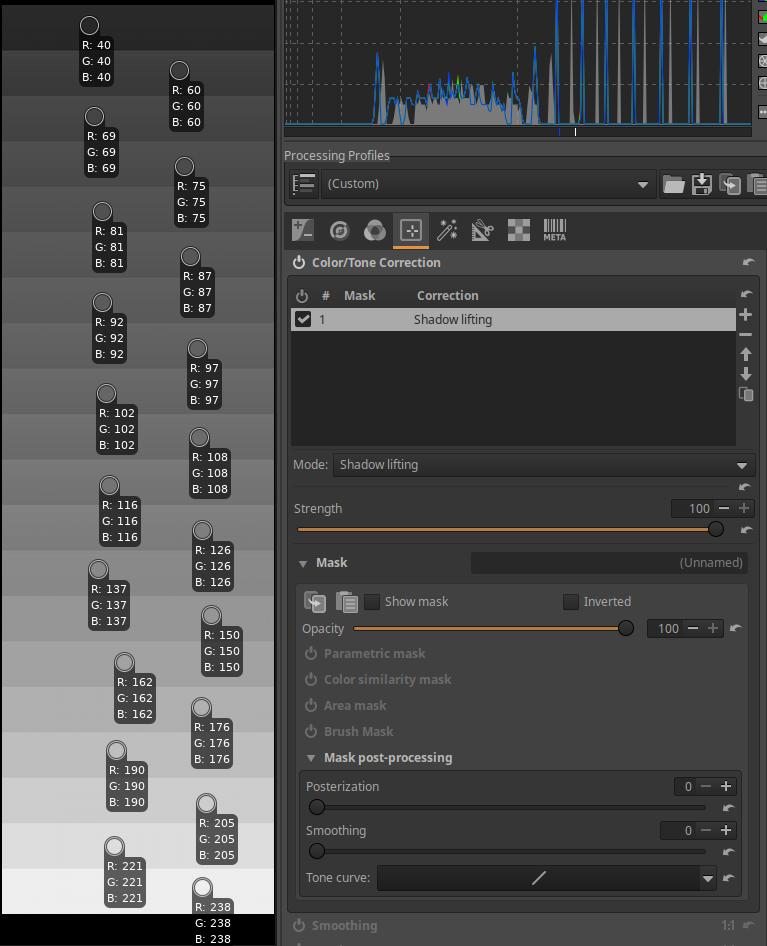 R: 40
G: 40
B: 40
R: 60
G: 60
B: 60
R: 69
G: 69
B: 69
R: 75
G: 75
B: 75
R: 81
G: 81
B: 81
R: 87
G: 87
B: 87
R: 92
G: 92
B: 92
R: 97
G: 97
B: 97
R: 102
G: 102
B: 102
R: 108
G: 108
B: 108
R: 116
G: 116
B: 116
R: 126
G: 126
B: 126
R: 137
G: 137
B: 137
R: 150
G: 150
B: 150
R: 162
G: 162
B: 162
R: 176
G: 176
B: 176
R: 190
G: 190
B: 190
R: 205
G: 205
B: 205
R: 221
G: 221
B: 221
R: 238
G: 238
B: 238
Processing Profiles
(Custom)
META
Color/Tone Correction
# Mask Correction
1 Shadow lifting
Mode: Shadow lifting
Strength 100
Mask (Unnamed)
Show mask Inverted
Opacity 100
Parametric mask
Color similarity mask
Area mask
Brush Mask
Mask post-processing
Posterization 0
Smoothing 0
Tone curve:
Smoothing 1:1